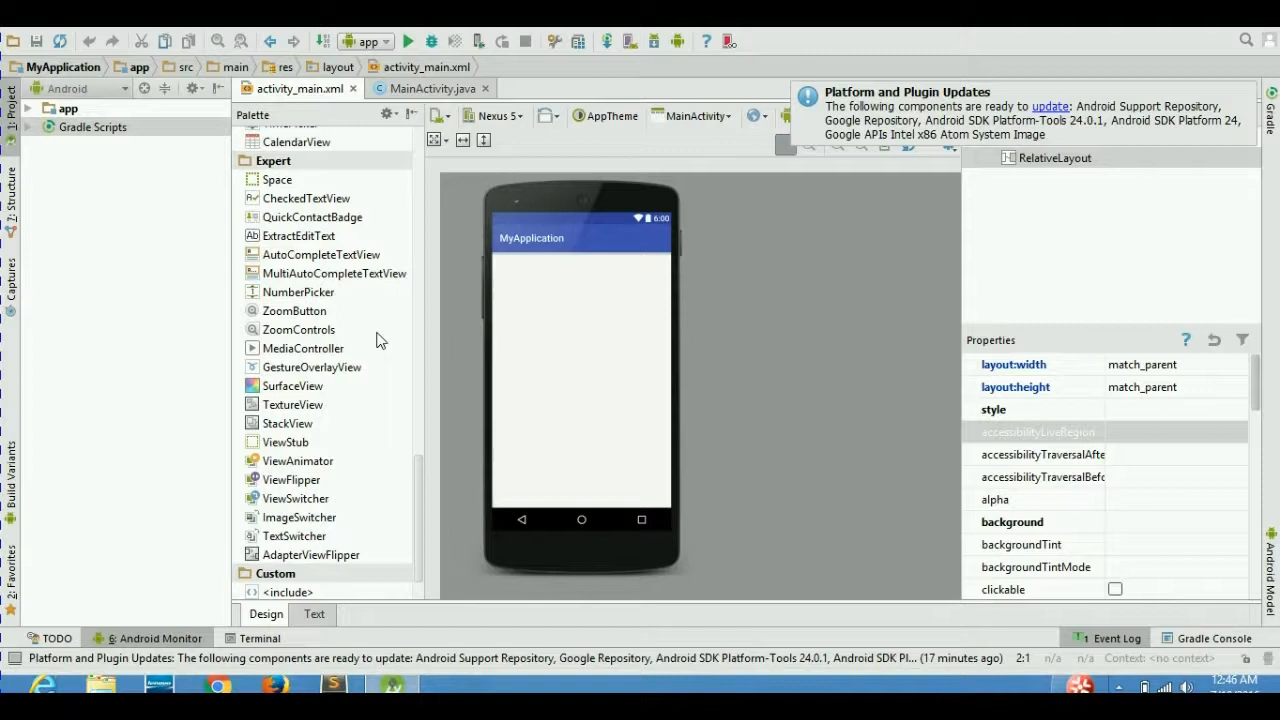 app
MyApplication
app
src
main
res
layout
activity_main.xml
Android
activity_main.xml
MainActivity.java
Platform and Plugin Updates
The following components are ready to update: Android Support Repository,
Google Repository, Android SDK Platform-Tools 24.0.1, Android SDK Platform 24,
Google APIs Intel x86 Atom System Image
1: Project
7: Structure
Captures
Build Variants
2: Favorites
app
Gradle Scripts
Palette
CalendarView
Expert
Space
CheckedTextView
QuickContactBadge
ExtractEditText
AutoCompleteTextView
MultiAutoCompleteTextView
NumberPicker
ZoomButton
ZoomControls
MediaController
GestureOverlayView
SurfaceView
TextureView
StackView
ViewStub
ViewAnimator
ViewFlipper
ViewSwitcher
ImageSwitcher
TextSwitcher
AdapterViewFlipper
Custom
<include>
Design
Text
Nexus 5
AppTheme
MainActivity
6:00
MyApplication
RelativeLayout
Properties
layout:width match_parent
layout:height match_parent
style
accessibilityLiveRegion
accessibilityTraversalAfte
accessibilityTraversalBefo
alpha
background
backgroundTint
backgroundTintMode
clickable
Gradle
Android Model
TODO
6: Android Monitor
Terminal
1 Event Log
Gradle Console
Platform and Plugin Updates: The following components are ready to update: Android Support Repository, Google Repository, Android SDK Platform-Tools 24.0.1, Android SDK Pl... (17 minutes ago)
2:1
n/a
n/a
Context: <no context>
12:46 AM